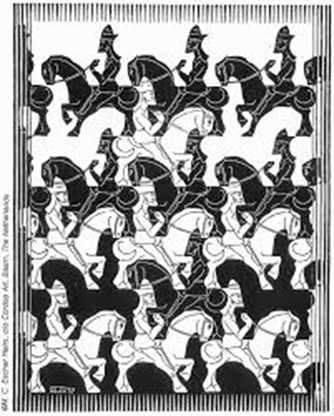 ©M. C. Escher Heirs, c/o Cordon Art, Baarn, The Netherlands